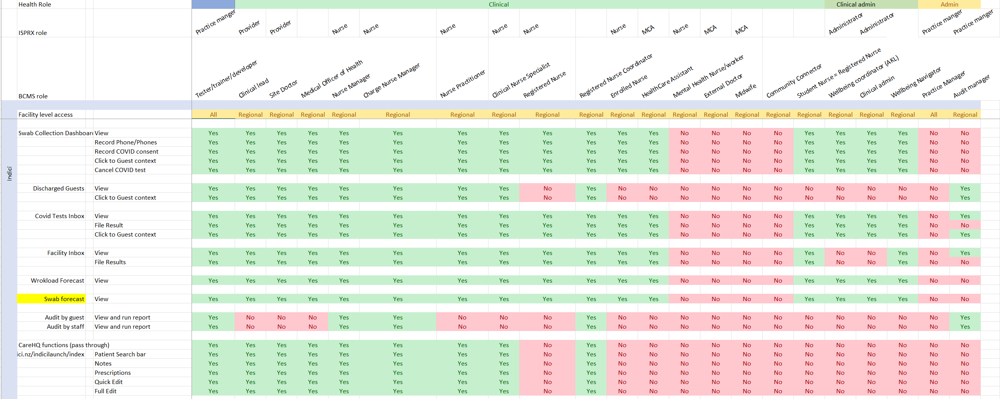 Health Role Clinical Clinical admin Admin
ISPRX role Practice manger Provider Provider Nurse Nurse Nurse Nurse Nurse Nurse MCA Nurse MCA MCA Administrator Administrator Practice manger Practice manger
BCMS role Tester/trainer/developer Clinical lead Site Doctor Medical Officer of Health Nurse Manager Charge Nurse Manager Nurse Practitioner Clinical Nurse Specialist Registered Nurse Registered Nurse Coordinator Enrolled Nurse HealthCare Assistant Mental Health Nurse/worker External Doctor Midwife Community Connector Student Nurse = Registered Nurse Wellbeing coordinator (AKL) Clinical admin Wellbeing Navigator Practice Manager Audit manager
Facility level access All Regional Regional Regional Regional Regional Regional Regional Regional Regional Regional Regional Regional Regional Regional Regional Regional Regional Regional Regional All Regional
Indici
Swab Collection Dashboar View Yes Yes Yes Yes Yes Yes Yes Yes Yes Yes Yes Yes No No No No Yes Yes Yes Yes No No
Record Phone/Phones Yes Yes Yes Yes Yes Yes Yes Yes Yes Yes Yes Yes No No No No Yes Yes Yes Yes No No
Record COVID consent Yes Yes Yes Yes Yes Yes Yes Yes Yes Yes Yes Yes No No No No Yes Yes Yes Yes No No
Click to Guest context Yes Yes Yes Yes Yes Yes Yes Yes Yes Yes Yes Yes No No No No Yes Yes Yes Yes No No
Cancel COVID test Yes Yes Yes Yes Yes Yes Yes Yes Yes Yes Yes Yes No No No No Yes Yes Yes Yes No No
Discharged Guests View Yes Yes Yes Yes Yes Yes Yes Yes No Yes No No No No No No No No No No No Yes
Click to Guest context Yes Yes Yes Yes Yes Yes Yes Yes No Yes No No No No No No No No No No No Yes
Covid Tests Inbox View Yes Yes Yes Yes Yes Yes Yes Yes Yes Yes Yes Yes No No No No Yes Yes Yes Yes No Yes
File Result Yes Yes Yes Yes Yes Yes Yes Yes Yes Yes Yes Yes No No No No Yes Yes Yes Yes No No
Click to Guest context Yes Yes Yes Yes Yes Yes Yes Yes Yes Yes Yes Yes No No No No Yes Yes Yes Yes No Yes
Facility Inbox View Yes Yes Yes Yes Yes Yes Yes Yes Yes Yes Yes Yes No No No No Yes No No Yes No Yes
File Results Yes Yes Yes Yes Yes Yes Yes Yes Yes Yes Yes Yes No No No No Yes No No Yes No No
Wrokload Forecast View Yes Yes Yes Yes Yes Yes Yes Yes Yes Yes Yes Yes No No No No Yes Yes Yes Yes No No
Swab forecast View Yes Yes Yes Yes Yes Yes Yes Yes Yes Yes Yes Yes No No No No Yes Yes Yes Yes No No
Audit by guest View and run report Yes No No No Yes Yes No No No Yes No No No No No No No No No No No Yes
Audit by staff View and run report Yes No No No Yes Yes No No No Yes No No No No No No No No No No No Yes
CareHQ functions (pass through) Yes Yes Yes Yes Yes Yes Yes Yes No Yes No No No No No No No No No No No No
ici.nz/indicilaunch/index Patient Search bar Yes Yes Yes Yes Yes Yes Yes Yes No Yes No No No No No No No No No No No No
Notes Yes Yes Yes Yes Yes Yes Yes Yes No Yes No No No No No No No No No No No No
Prescriptions Yes Yes Yes Yes Yes Yes Yes Yes No Yes No No No No No No No No No No No No
Quick Edit Yes Yes Yes Yes Yes Yes Yes Yes No Yes No No No No No No No No No No No No
Full Edit Yes Yes Yes Yes Yes Yes Yes Yes No Yes No No No No No No No No No No No No